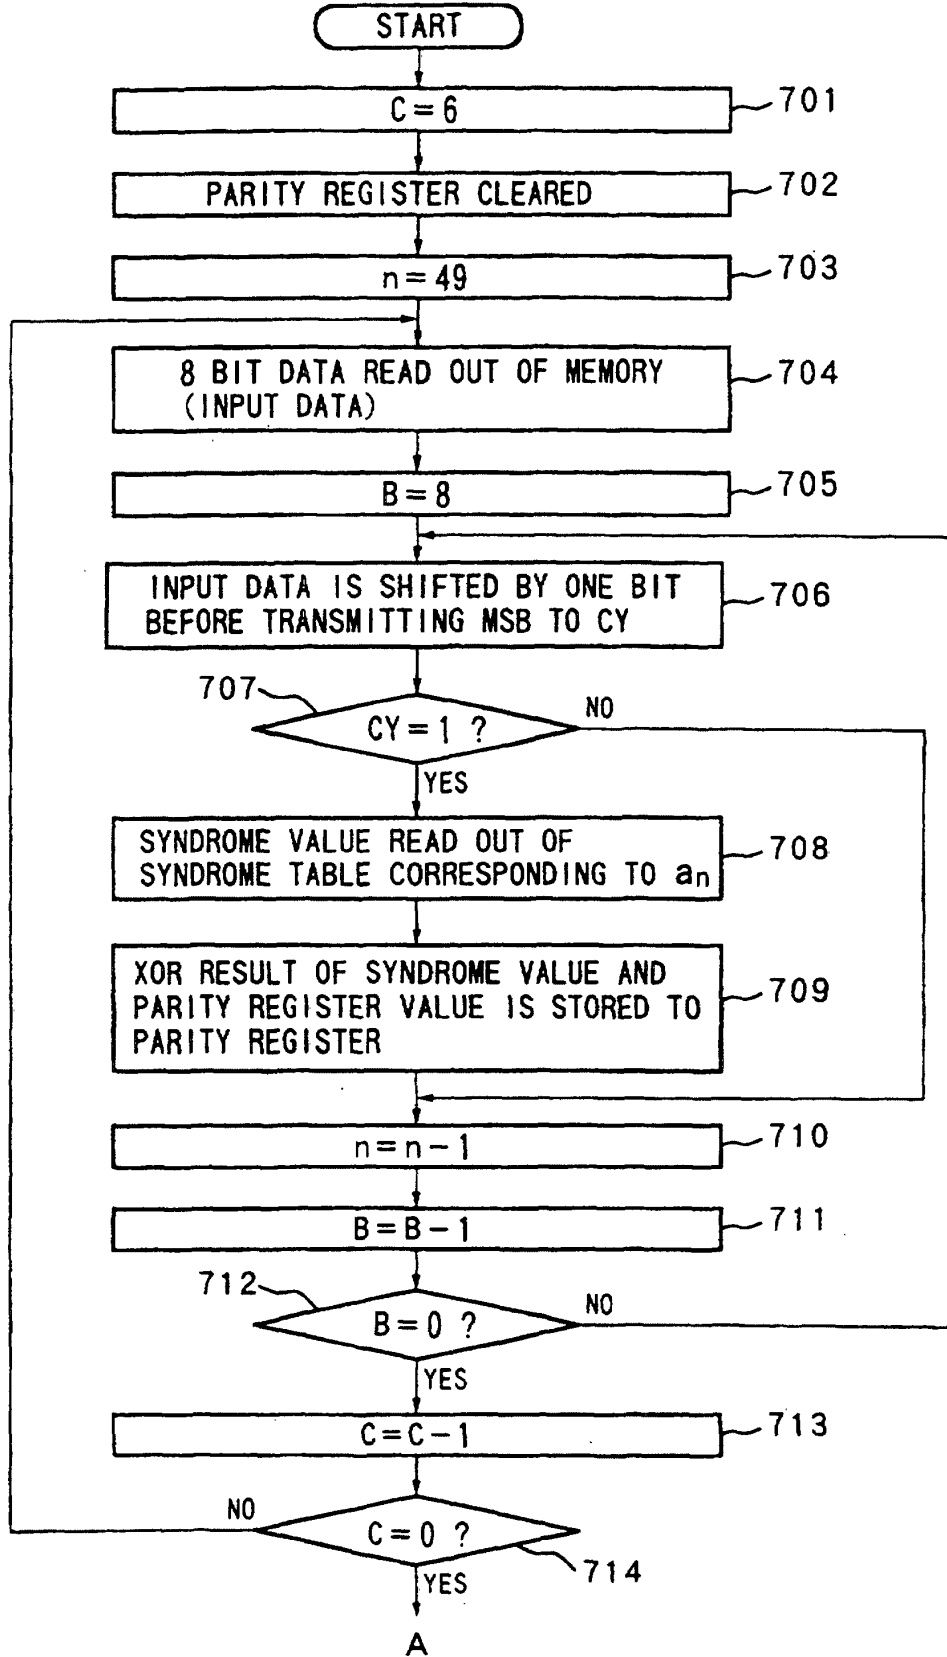 START
C=6
701
PARITY REGISTER CLEARED
702
n=49
703
8 BIT DATA READ OUT OF MEMORY
(INPUT DATA)
704
B=8
705
INPUT DATA IS SHIFTED BY ONE BIT
BEFORE TRANSMITTING MSB TO CY
706
707
CY=1 ?
NO
YES
SYNDROME VALUE READ OUT OF
SYNDROME TABLE CORRESPONDING TO an
708
XOR RESULT OF SYNDROME VALUE AND
PARITY REGISTER VALUE IS STORED TO
PARITY REGISTER
709
n=n-1
710
B=B-1
711
712
B=0 ?
NO
YES
C=C-1
713
NO
C=0 ?
714
YES
A